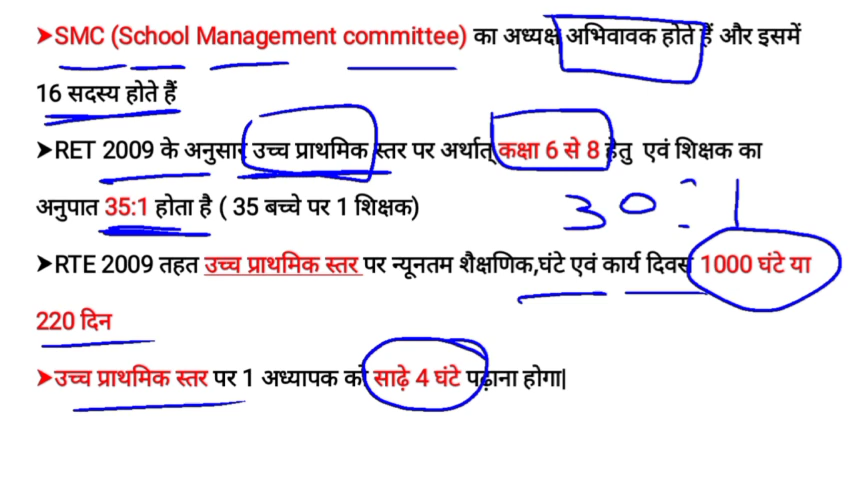 ➤SMC (School Management committee) का अध्यक्ष अभिवावक होते हैं और इसमें
16 सदस्य होते हैं
➤RET 2009 के अनुसार उच्च प्राथमिक स्तर पर अर्थात् कक्षा 6 से 8 हेतु एवं शिक्षक का
अनुपात 35:1 होता है ( 35 बच्चे पर 1 शिक्षक)
30:1
➤RTE 2009 तहत उच्च प्राथमिक स्तर पर न्यूनतम शैक्षणिक,घंटे एवं कार्य दिवस 1000 घंटे या
220 दिन
➤उच्च प्राथमिक स्तर पर 1 अध्यापक को साढ़े 4 घंटे पढ़ाना होगा|